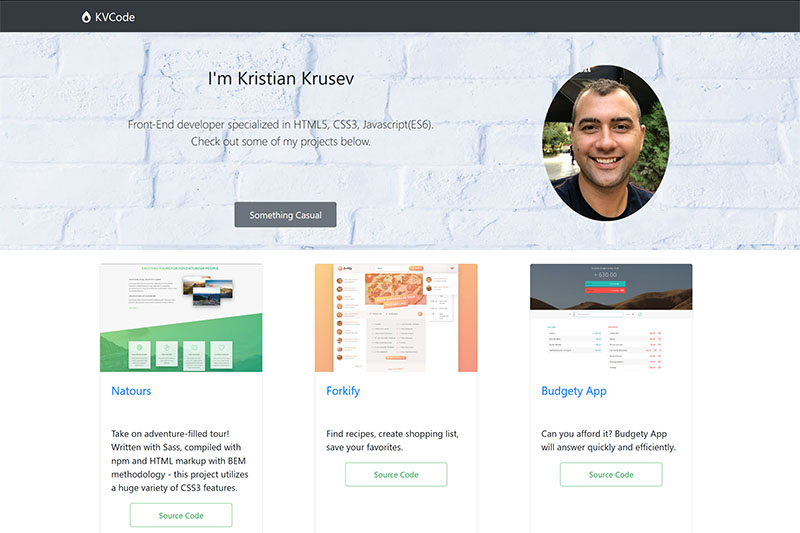 KVCode
I'm Kristian Krusev
Front-End developer specialized in HTML5, CSS3, Javascript(ES6).
Check out some of my projects below.
Something Casual
EXCITING TOURS FOR ADVENTUROUS PEOPLE
+ 630.00
Natours
Take on adventure-filled tour!
Written with Sass, compiled with
npm and HTML markup with BEM
methodology - this project utilizes
a huge variety of CSS3 features.
Source Code
Forkify
Find recipes, create shopping list,
save your favorites.
Source Code
Budgety App
Can you afford it? Budgety App
will answer quickly and efficiently.
Source Code